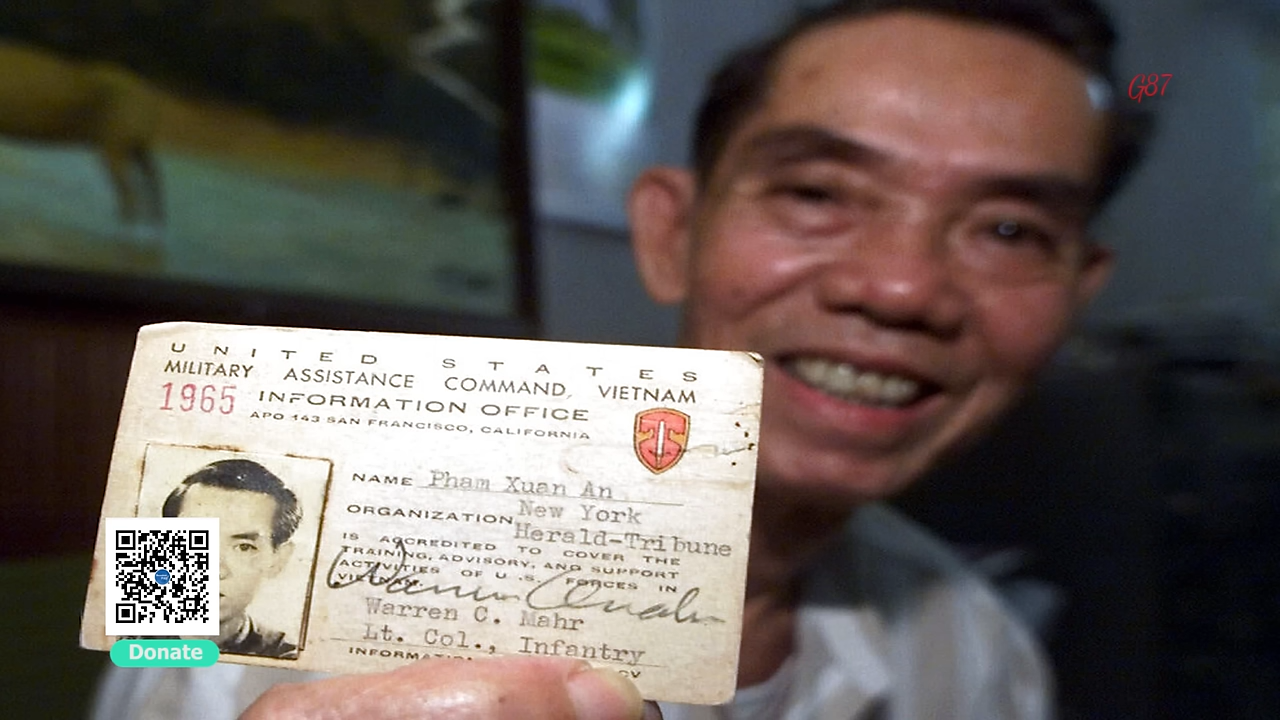 G87
UNITED STATES
MILITARY ASSISTANCE COMMAND, VIETNAM
1965 INFORMATION OFFICE
APO 143 SAN FRANCISCO, CALIFORNIA
NAME Pham Xuan An
ORGANIZATION New York
Herald-Tribune
IS ACCREDITED TO COVER THE
TRAINING, ADVISORY, AND SUPPORT
ACTIVITIES OF U.S. FORCES IN
Warren C. Mahr
Lt. Col., Infantry
Donate